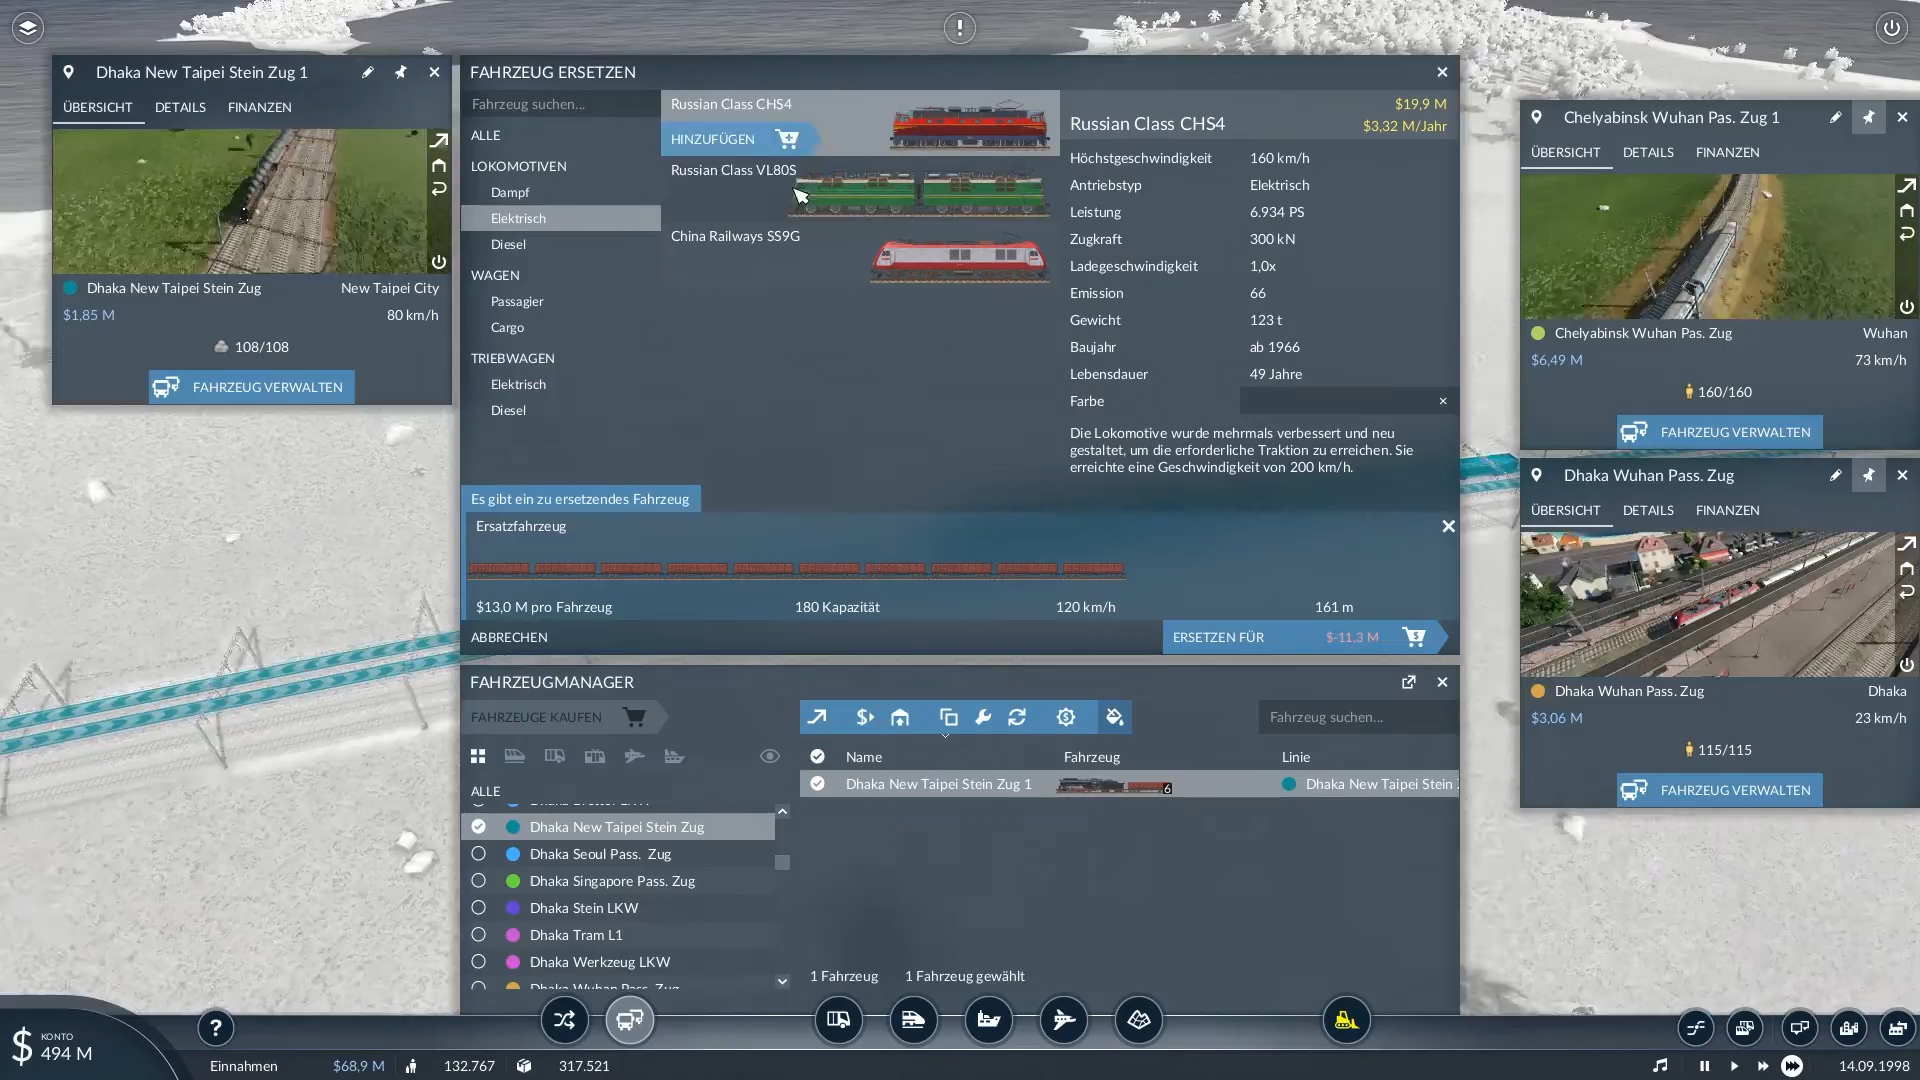 Dhaka New Taipei Stein Zug 1
ÜBERSICHT DETAILS FINANZEN
Dhaka New Taipei Stein Zug New Taipei City
$1,85 M 80 km/h
108/108
FAHRZEUG VERWALTEN
FAHRZEUG ERSETZEN
Fahrzeug suchen...
ALLE
LOKOMOTIVEN
Dampf
Elektrisch
Diesel
WAGEN
Passagier
Cargo
TRIEBWAGEN
Elektrisch
Diesel
Russian Class CHS4
HINZUFÜGEN
Russian Class VL80S
China Railways SS9G
Russian Class CHS4
$19,9 M
$3,32 M/Jahr
Höchstgeschwindigkeit 160 km/h
Antriebstyp Elektrisch
Leistung 6.934 PS
Zugkraft 300 kN
Ladegeschwindigkeit 1,0x
Emission 66
Gewicht 123 t
Baujahr ab 1966
Lebensdauer 49 Jahre
Farbe
Die Lokomotive wurde mehrmals verbessert und neu
gestaltet, um die erforderliche Traktion zu erreichen. Sie
erreichte eine Geschwindigkeit von 200 km/h.
Es gibt ein zu ersetzendes Fahrzeug
Ersatzfahrzeug
$13,0 M pro Fahrzeug 180 Kapazität 120 km/h 161 m
ABBRECHEN
ERSETZEN FÜR $-11,3 M
FAHRZEUGMANAGER
FAHRZEUGE KAUFEN
Fahrzeug suchen...
ALLE
Dhaka New Taipei Stein Zug
Dhaka Seoul Pass. Zug
Dhaka Singapore Pass. Zug
Dhaka Stein LKW
Dhaka Tram L1
Dhaka Werkzeug LKW
Dhaka Wuhan Pass. Zug
Name Fahrzeug Linie
Dhaka New Taipei Stein Zug 1 6 Dhaka New Taipei Stein
1 Fahrzeug 1 Fahrzeug gewählt
Chelyabinsk Wuhan Pas. Zug 1
ÜBERSICHT DETAILS FINANZEN
Chelyabinsk Wuhan Pas. Zug Wuhan
$6,49 M 73 km/h
160/160
FAHRZEUG VERWALTEN
Dhaka Wuhan Pass. Zug
ÜBERSICHT DETAILS FINANZEN
Dhaka Wuhan Pass. Zug Dhaka
$3,06 M 23 km/h
115/115
FAHRZEUG VERWALTEN
KONTO
494 M
Einnahmen $68,9 M 132.767 317.521
14.09.1998